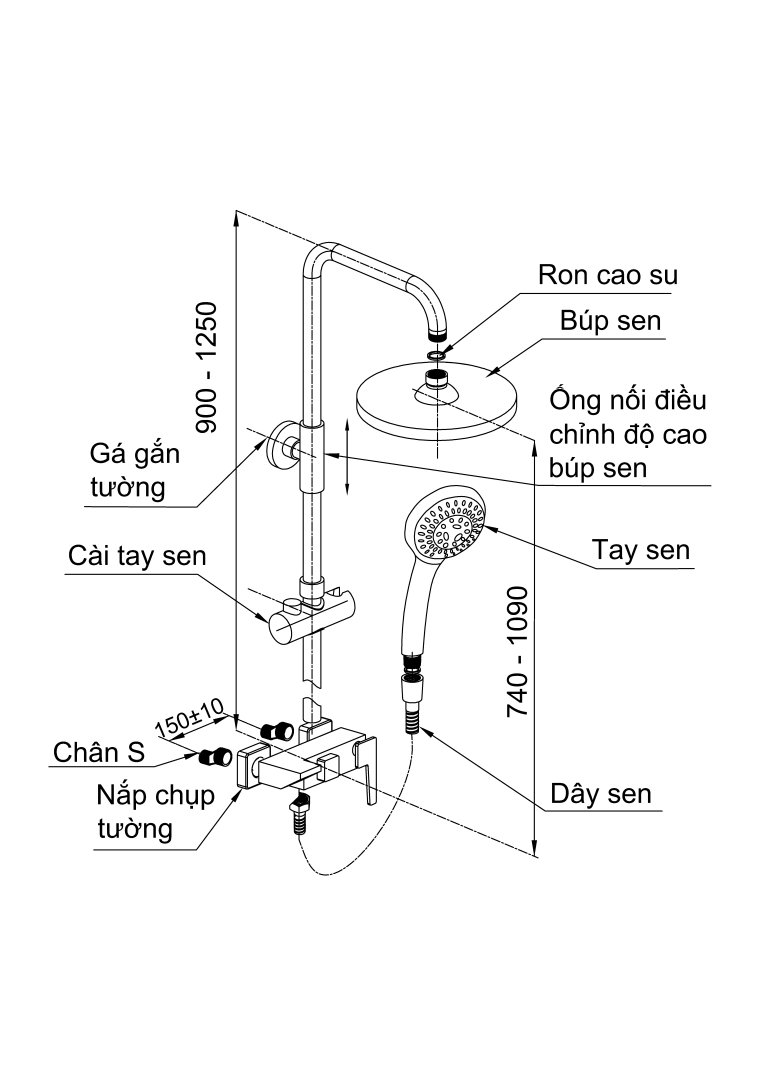 Ron cao su
Búp sen
900 - 1250
Ống nối điều
chỉnh độ cao
búp sen
Gá gắn
tường
Tay sen
Cài tay sen
740 - 1090
150±10
Chân S
Nắp chụp
tường
Dây sen